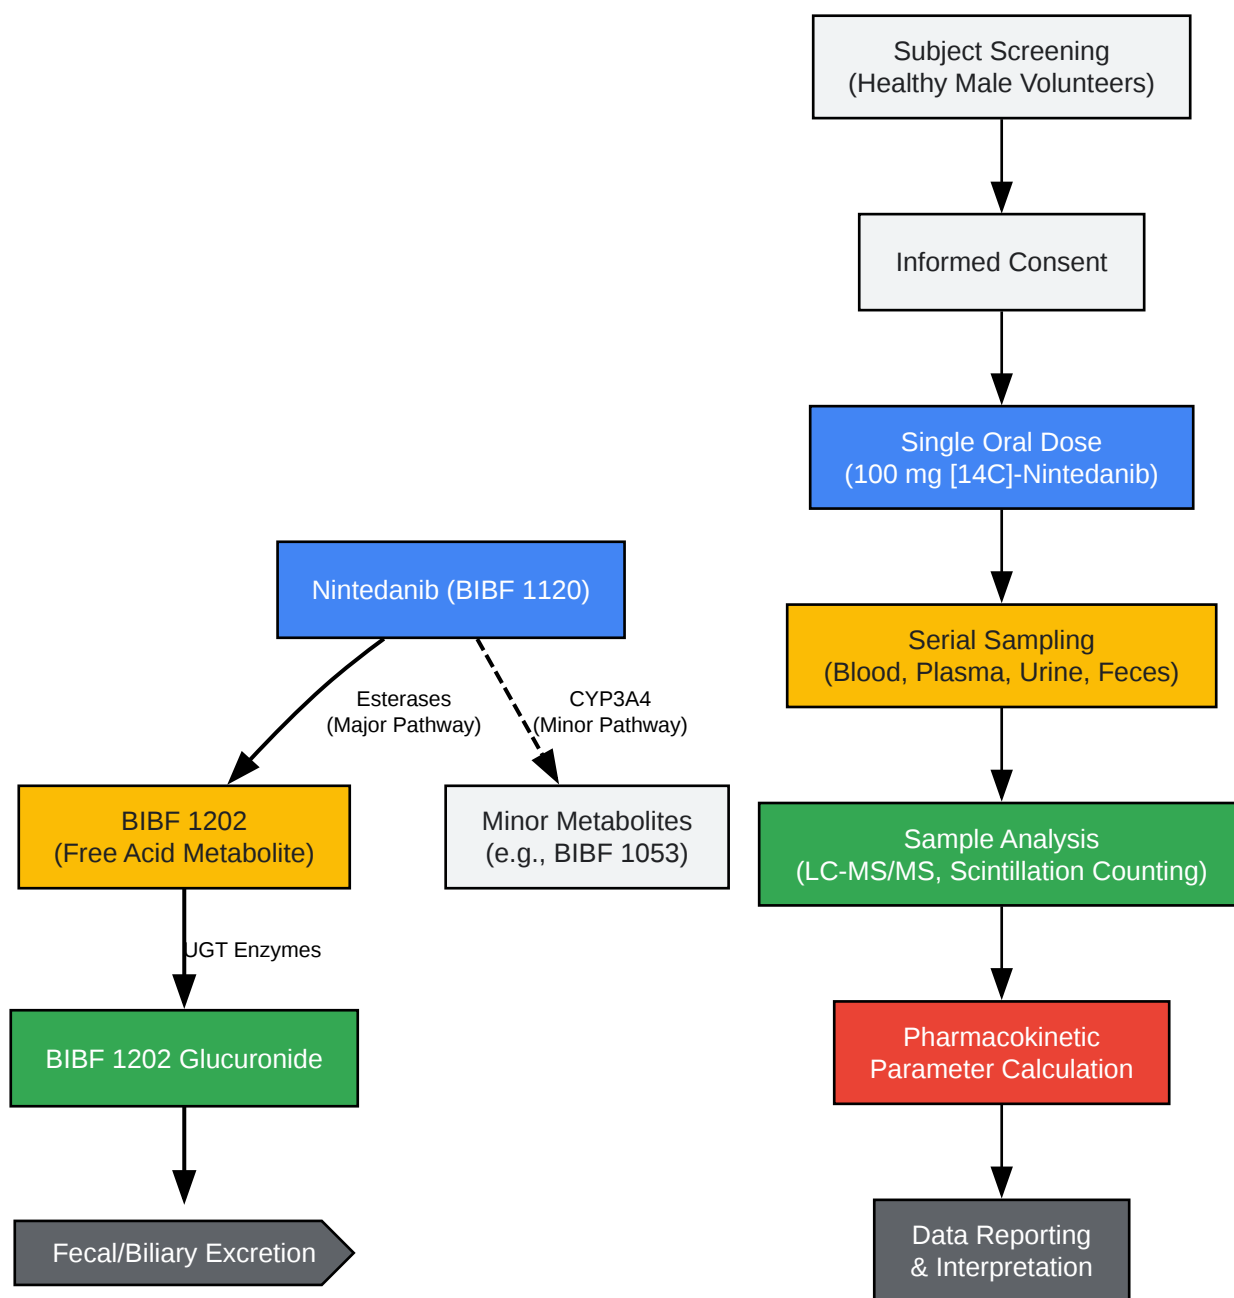 Subject Screening
(Healthy Male Volunteers)
Informed Consent
Single Oral Dose
(100 mg [14C]-Nintedanib)
Serial Sampling
(Blood, Plasma, Urine, Feces)
Sample Analysis
(LC-MS/MS, Scintillation Counting)
Pharmacokinetic
Parameter Calculation
Data Reporting
& Interpretation
Nintedanib (BIBF 1120)
Esterases
(Major Pathway)
CYP3A4
(Minor Pathway)
BIBF 1202
(Free Acid Metabolite)
Minor Metabolites
(e.g., BIBF 1053)
UGT Enzymes
BIBF 1202 Glucuronide
Fecal/Biliary Excretion